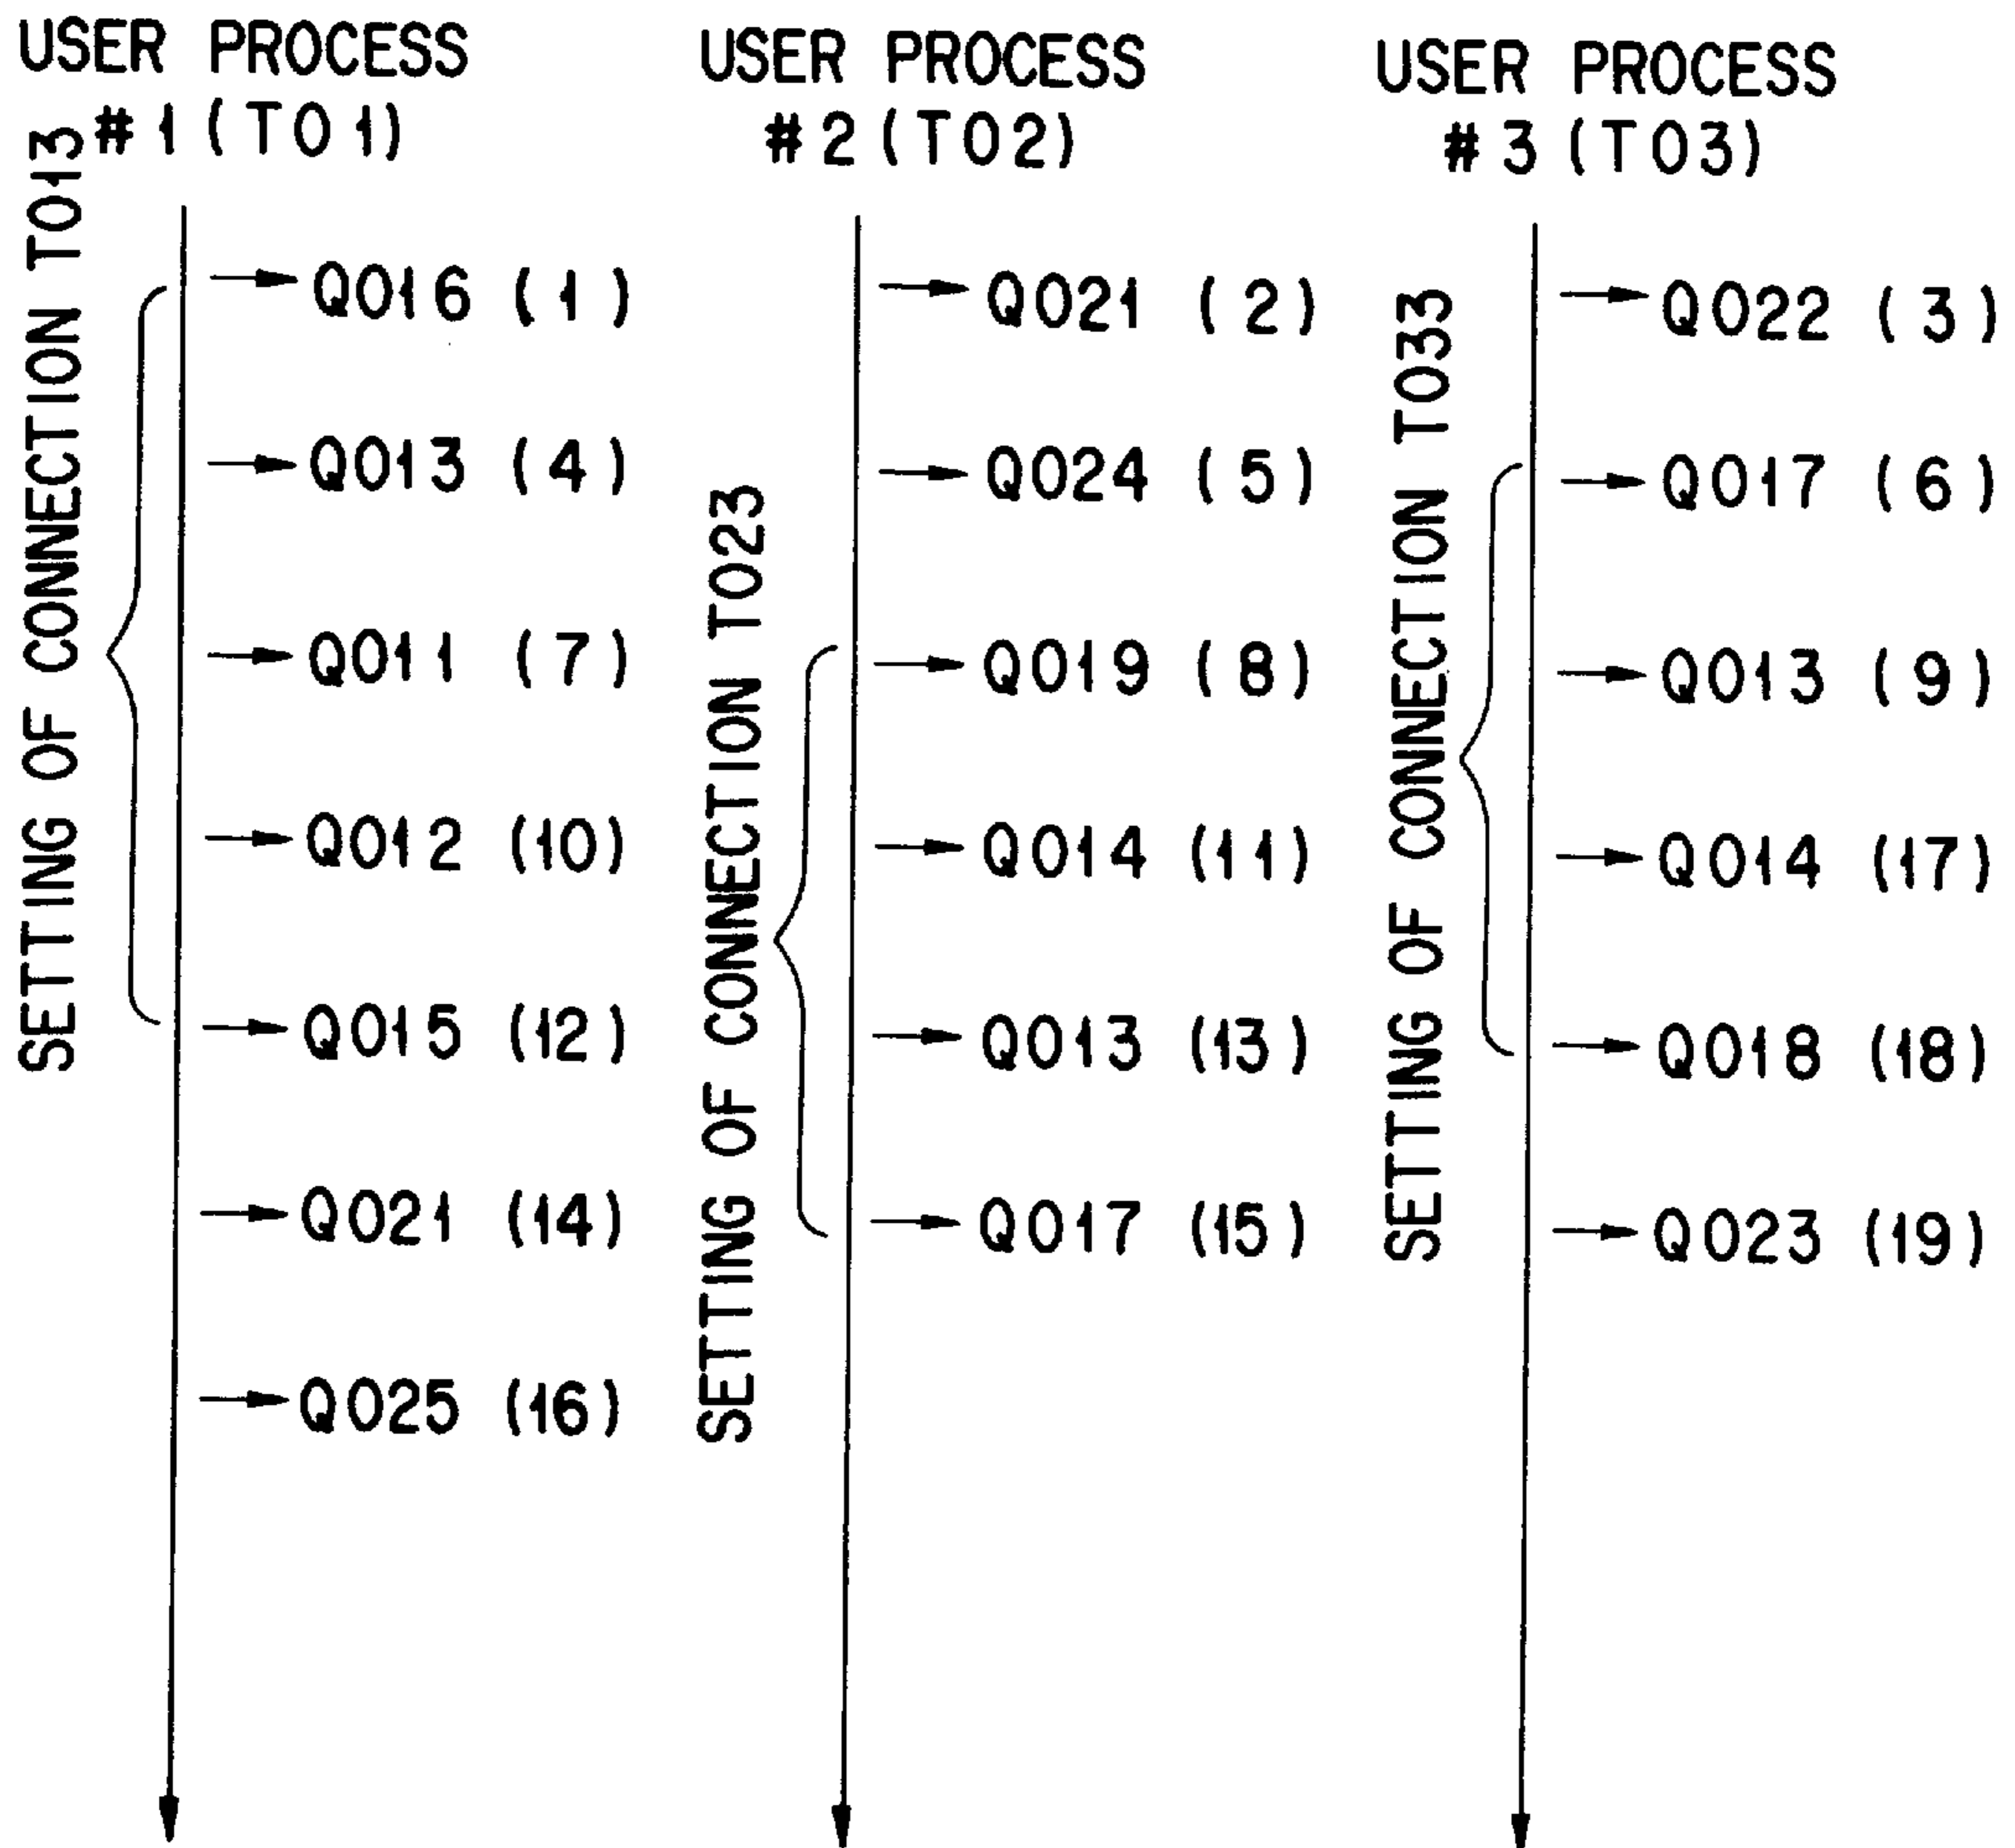 USER PROCESS
#1 (T01)
SETTING OF CONNECTION T013
Q016 (1)
Q013 (4)
Q011 (7)
Q012 (10)
Q015 (12)
Q021 (14)
Q025 (16)
USER PROCESS
#2 (T02)
SETTING OF CONNECTION T023
Q021 (2)
Q024 (5)
Q019 (8)
Q014 (11)
Q013 (13)
Q017 (15)
USER PROCESS
#3 (T03)
SETTING OF CONNECTION T033
Q022 (3)
Q017 (6)
Q013 (9)
Q014 (17)
Q018 (18)
Q023 (19)